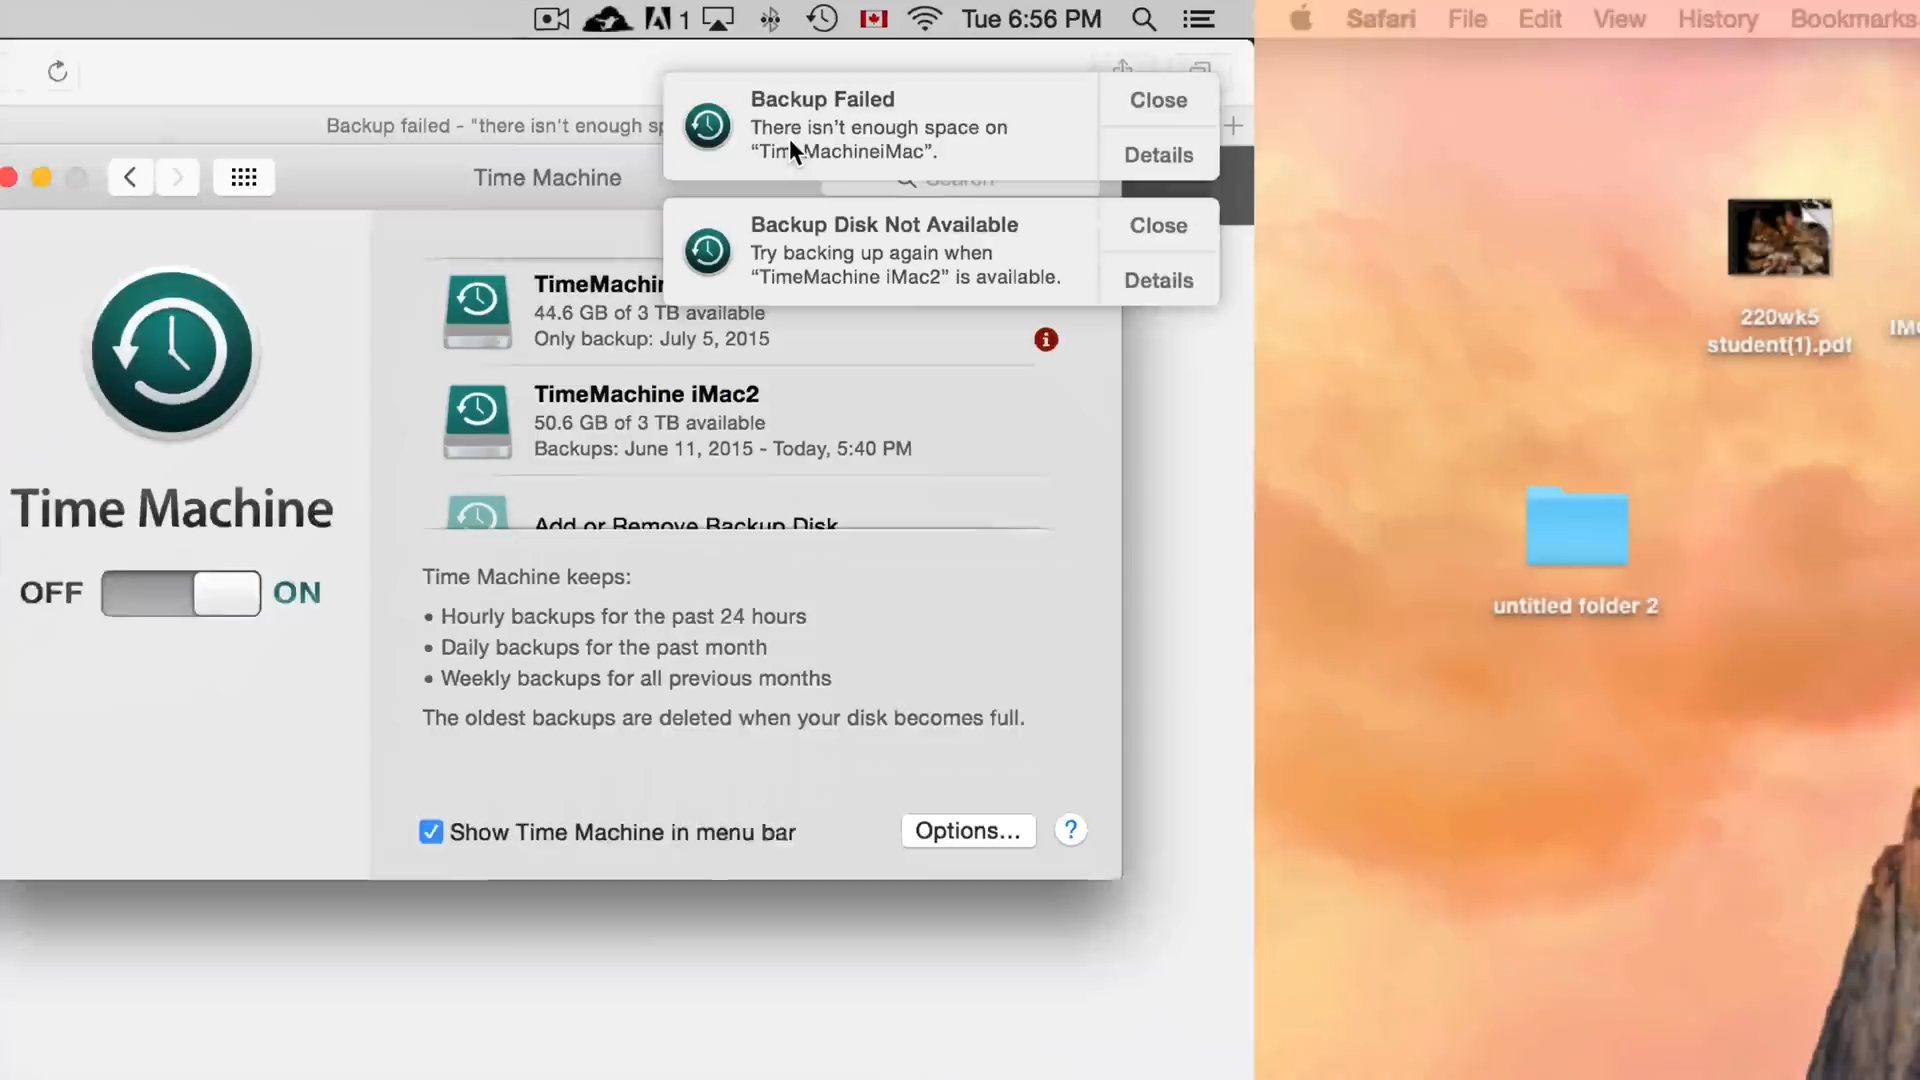 1
Tue 6:56 PM
Safari File Edit View History Bookmarks
Backup failed - "there isn't enough
Backup Failed
There isn't enough space on
Close
Details
Time Machine
Search
Backup Disk Not Available
Try backing up again when
“TimeMachine iMac2” is available.
Close
Details
44.6 GB of 3 TB available
Only backup: July 5, 2015
TimeMachine iMac2
50.6 GB of 3 TB available
Backups: June 11, 2015 - Today, 5:40 PM
Add or Remove Backup Disk
Time Machine
OFF
ON
Time Machine keeps:
• Hourly backups for the past 24 hours
• Daily backups for the past month
• Weekly backups for all previous months
The oldest backups are deleted when your disk becomes full.
Show Time Machine in menu bar
Options...
?
220wk5
student(1).pdf
untitled folder 2